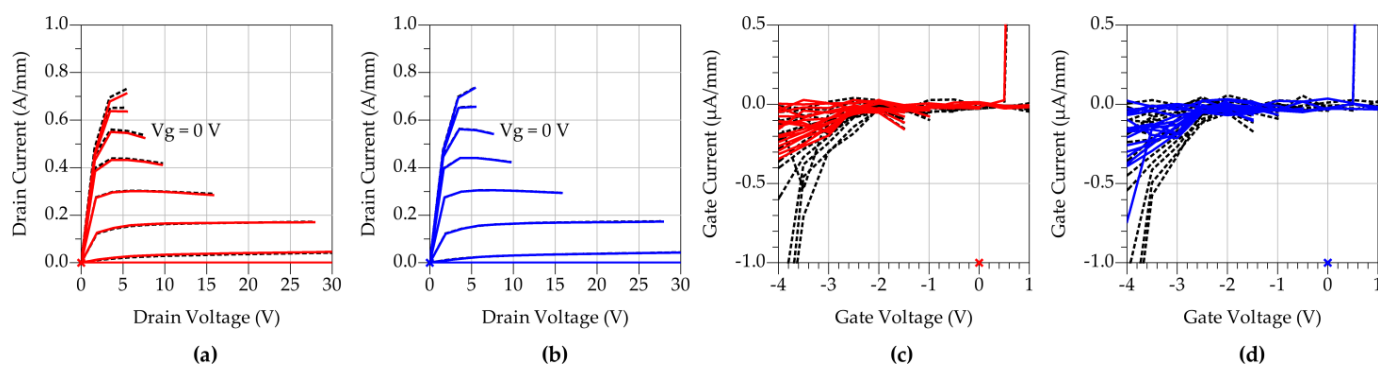 1.0
0.8
0.6
0.4
0.2
0.0
Drain Current (A/mm)
Vg = 0 V
0 5 10 15 20 25 30
Drain Voltage (V)
(a)
1.0
0.8
0.6
0.4
0.2
0.0
Drain Current (A/mm)
Vg = 0 V
0 5 10 15 20 25 30
Drain Voltage (V)
(b)
0.5
0.0
-0.5
-1.0
Gate Current (µA/mm)
-4 -3 -2 -1 0 1
Gate Voltage (V)
(c)
0.5
0.0
-0.5
-1.0
Gate Current (µA/mm)
-4 -3 -2 -1 0 1
Gate Voltage (V)
(d)